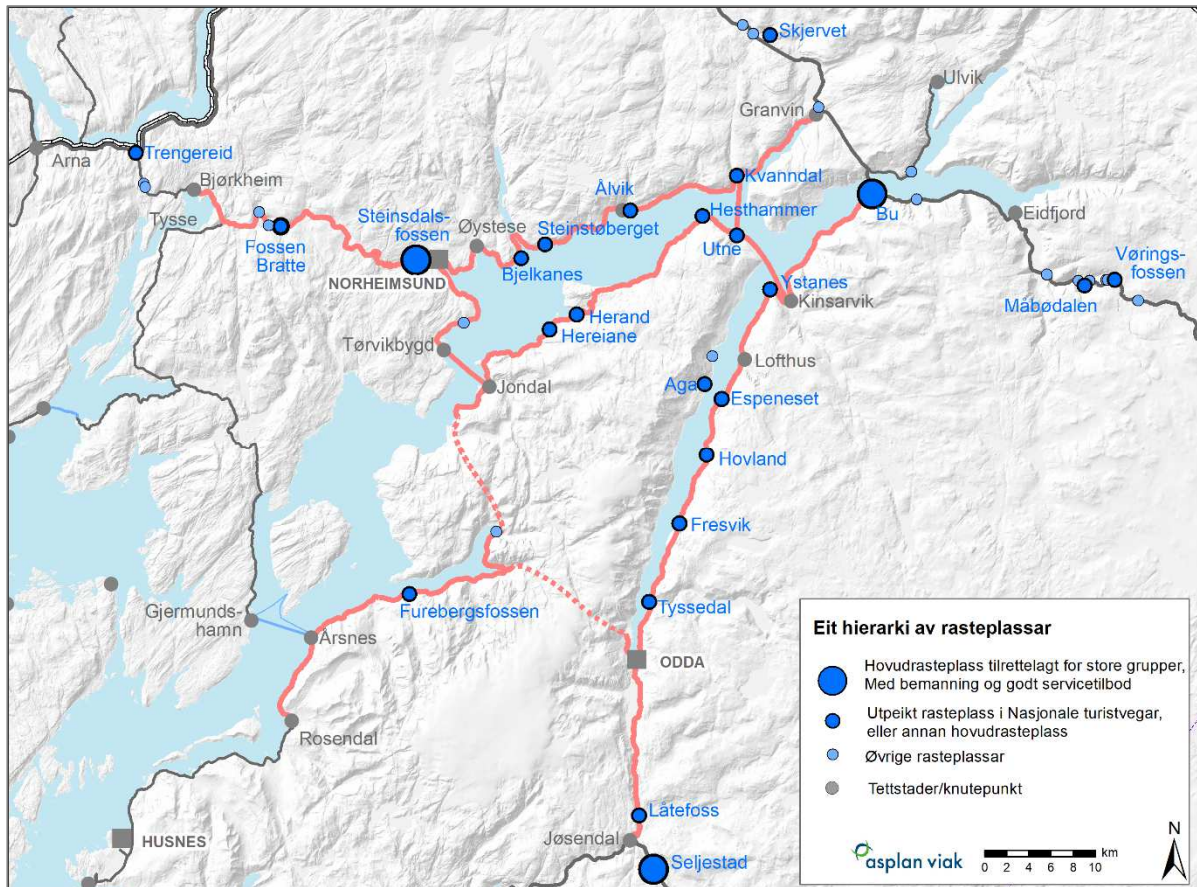 Skjervet
Ulvik
Granvin
Arna
Trengereid
Bjørkheim
Kvanndal
Ålvik
Hesthammer
Bu
Tysse
Steinsdals-
fossen
Øystese
Steinstøberget
Eidfjord
Fossen
Bratte
Utne
Bjelkanes
Vørings-
fossen
NORHEIMSUND
Ystanes
Kinsarvik
Måbødalen
Herand
Hereiane
Tørvikbygd
Lofthus
Jondal
Aga
Espeneset
Hovland
Fresvik
Furebergsfossen
Tyssedal
Gjermunds-
hamn
Årsnes
ODDA
Rosendal
Låtefoss
Jøsendal
HUSNES
Seljestad
Eit hierarki av rasteplassar
Hovudrasteplass tilrettelagt for store grupper,
Med bemanning og godt servicetilbod
Utpeikt rasteplass i Nasjonale turistvegar,
eller annan hovudrasteplass
Øvrige rasteplassar
Tettstader/knutepunkt
N
asplan viak
km
0 2 4 6 8 10